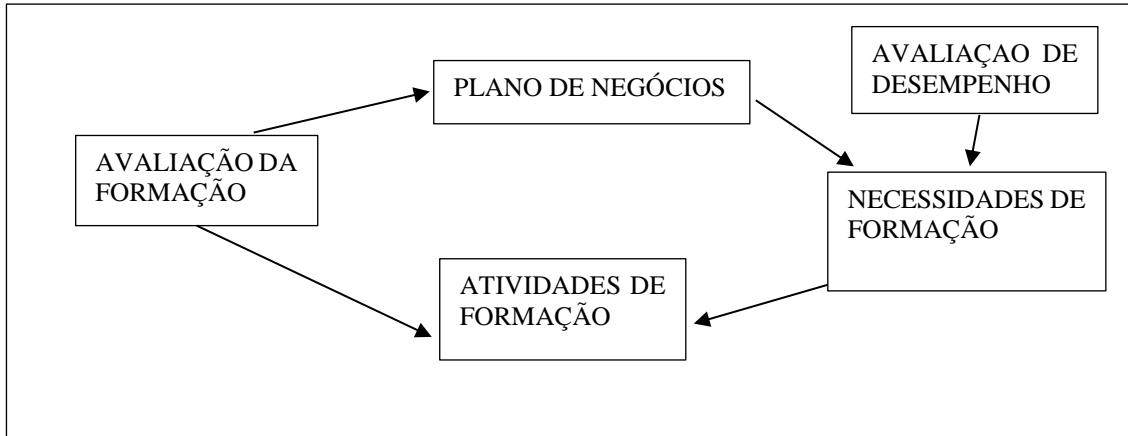 AVALIAÇAO DE
DESEMPENHO
PLANO DE NEGÓCIOS
AVALIAÇÃO DA
FORMAÇÃO
NECESSIDADES DE
FORMAÇÃO
ATIVIDADES DE
FORMAÇÃO